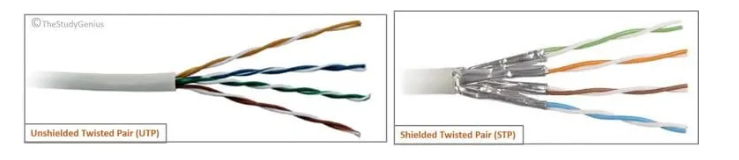 ©TheStudyGenius
Unshielded Twisted Pair (UTP)
Shielded Twisted Pair (STP)